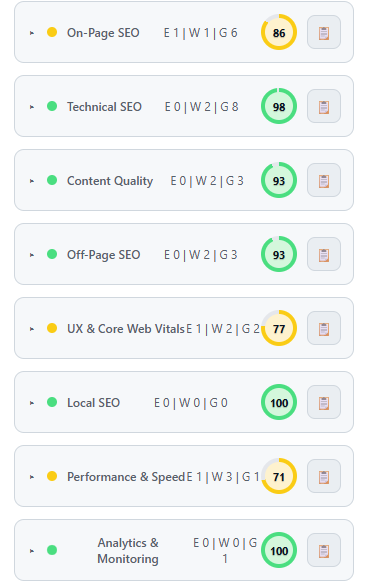 On-Page SEO E 1 | W 1 | G 6 86
Technical SEO E 0 | W 2 | G 8 98
Content Quality E 0 | W 2 | G 3 93
Off-Page SEO E 0 | W 2 | G 3 93
UX & Core Web Vitals E 1 | W 2 | G 2 77
Local SEO E 0 | W 0 | G 0 100
Performance & Speed E 1 | W 3 | G 1 71
Analytics & E 0 | W 0 | G 100
Monitoring 1